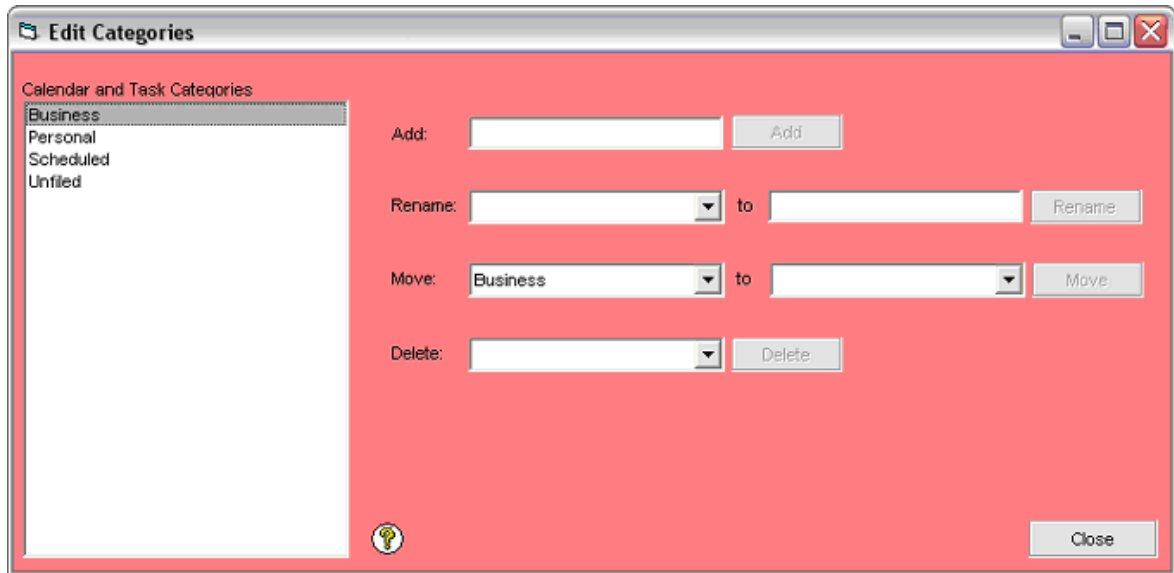 Edit Categories
Calendar and Task Categories
Business
Personal
Scheduled
Unfiled
Add: Add
Rename: to Rename
Move: Business to Move
Delete: Delete
?
Close